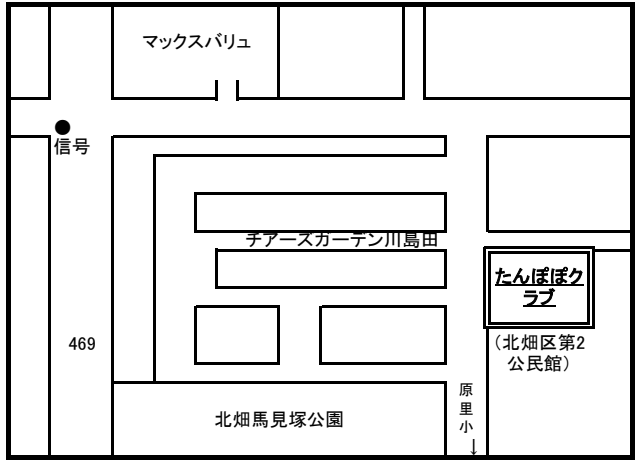 マックスバリュ
信号
チアーズガーデン川島田
たんぽぽク
ラブ
469
（北畑区第2
公民館）
原
里
小
↓
北畑馬見塚公園